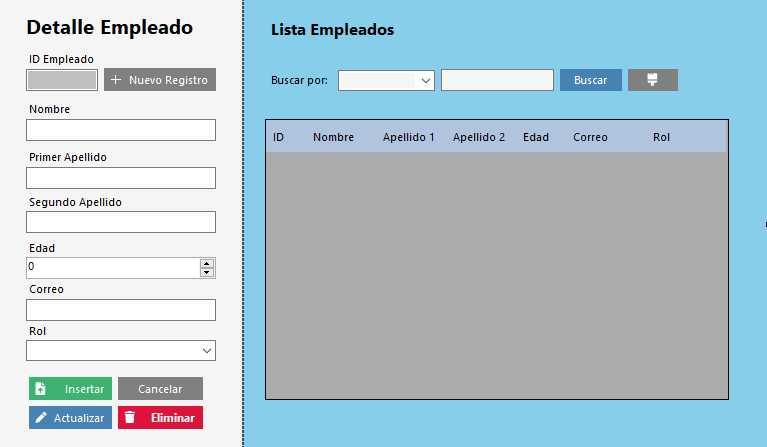 Detalle Empleado
ID Empleado
Nuevo Registro
Nombre
Primer Apellido
Segundo Apellido
Edad
0
Correo
Rol
Insertar
Cancelar
Actualizar
Eliminar
Lista Empleados
Buscar por:
Buscar
ID Nombre Apellido 1 Apellido 2 Edad Correo Rol